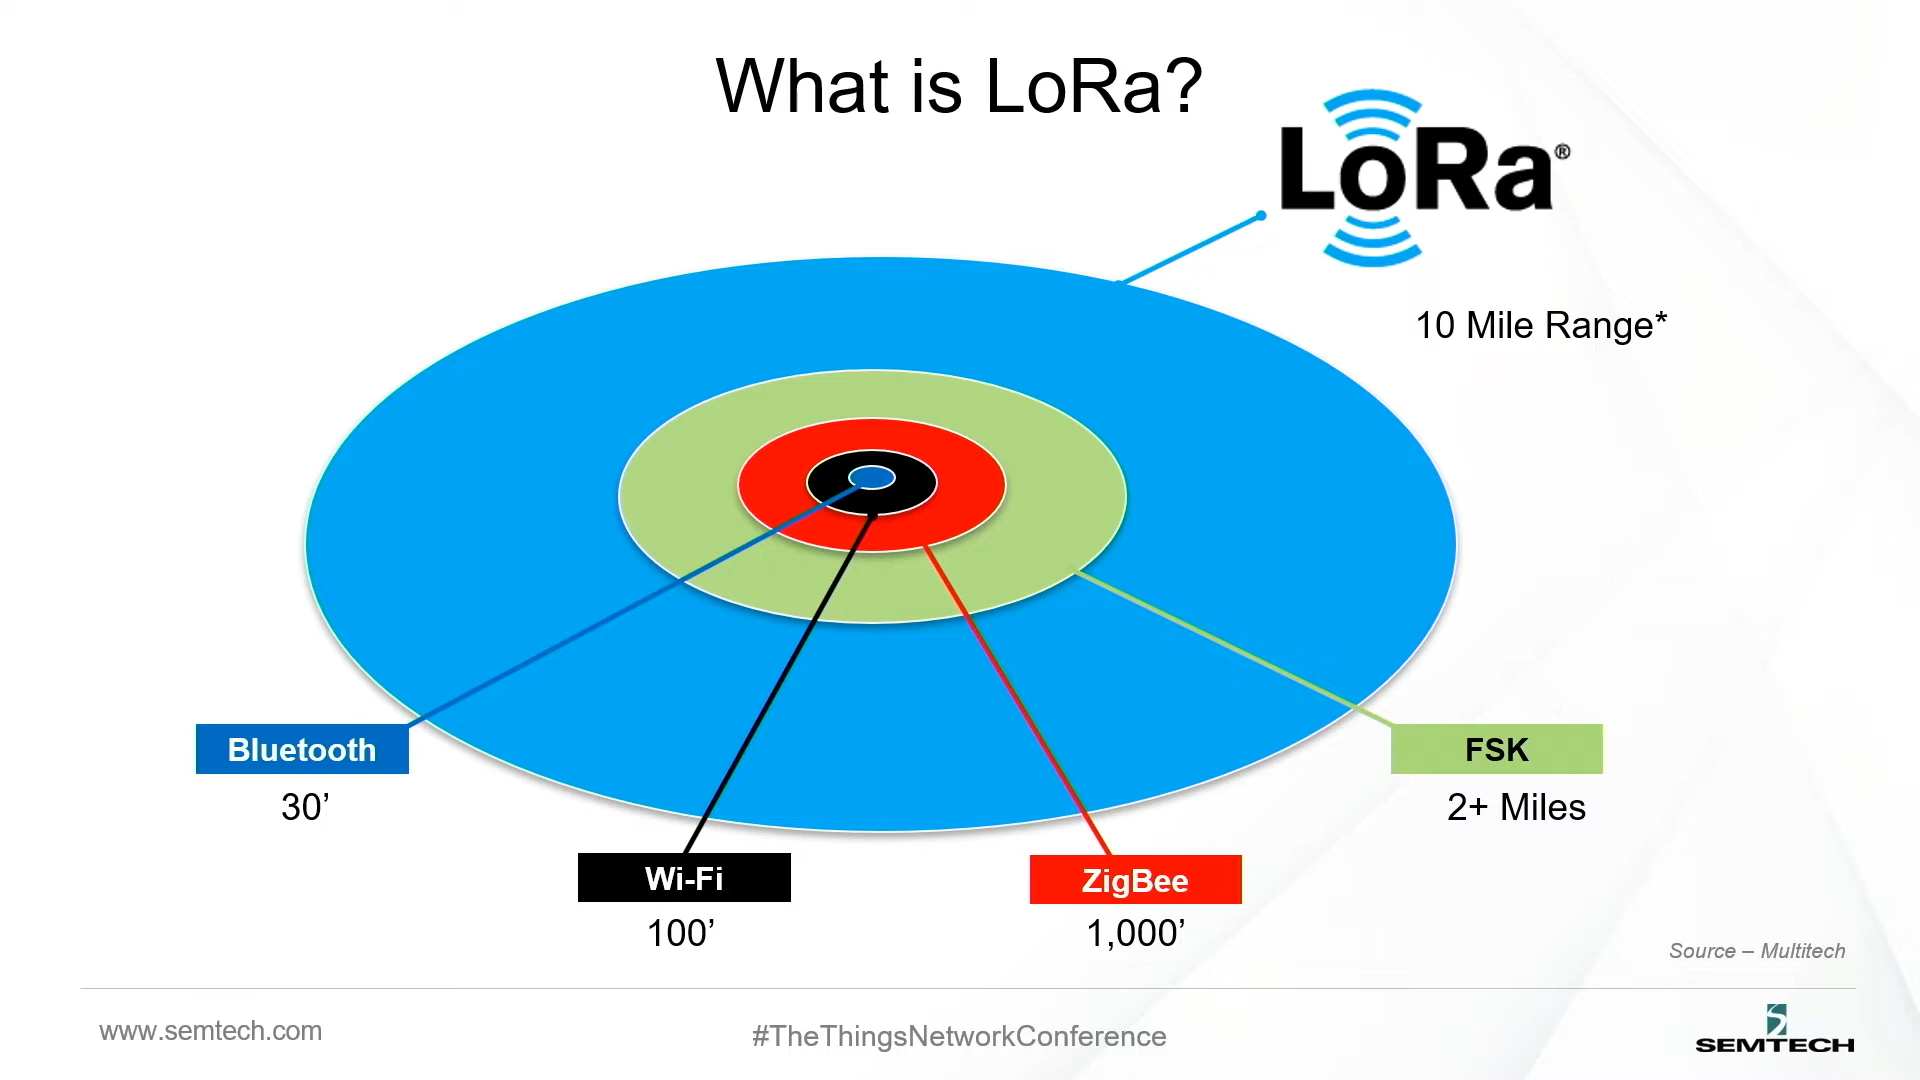 What is LoRa?
LoRa®
10 Mile Range*
Bluetooth
30’
Wi-Fi
100’
ZigBee
1,000’
FSK
2+ Miles
Source – Multitech
www.semtech.com
#TheThingsNetworkConference
SEMTECH